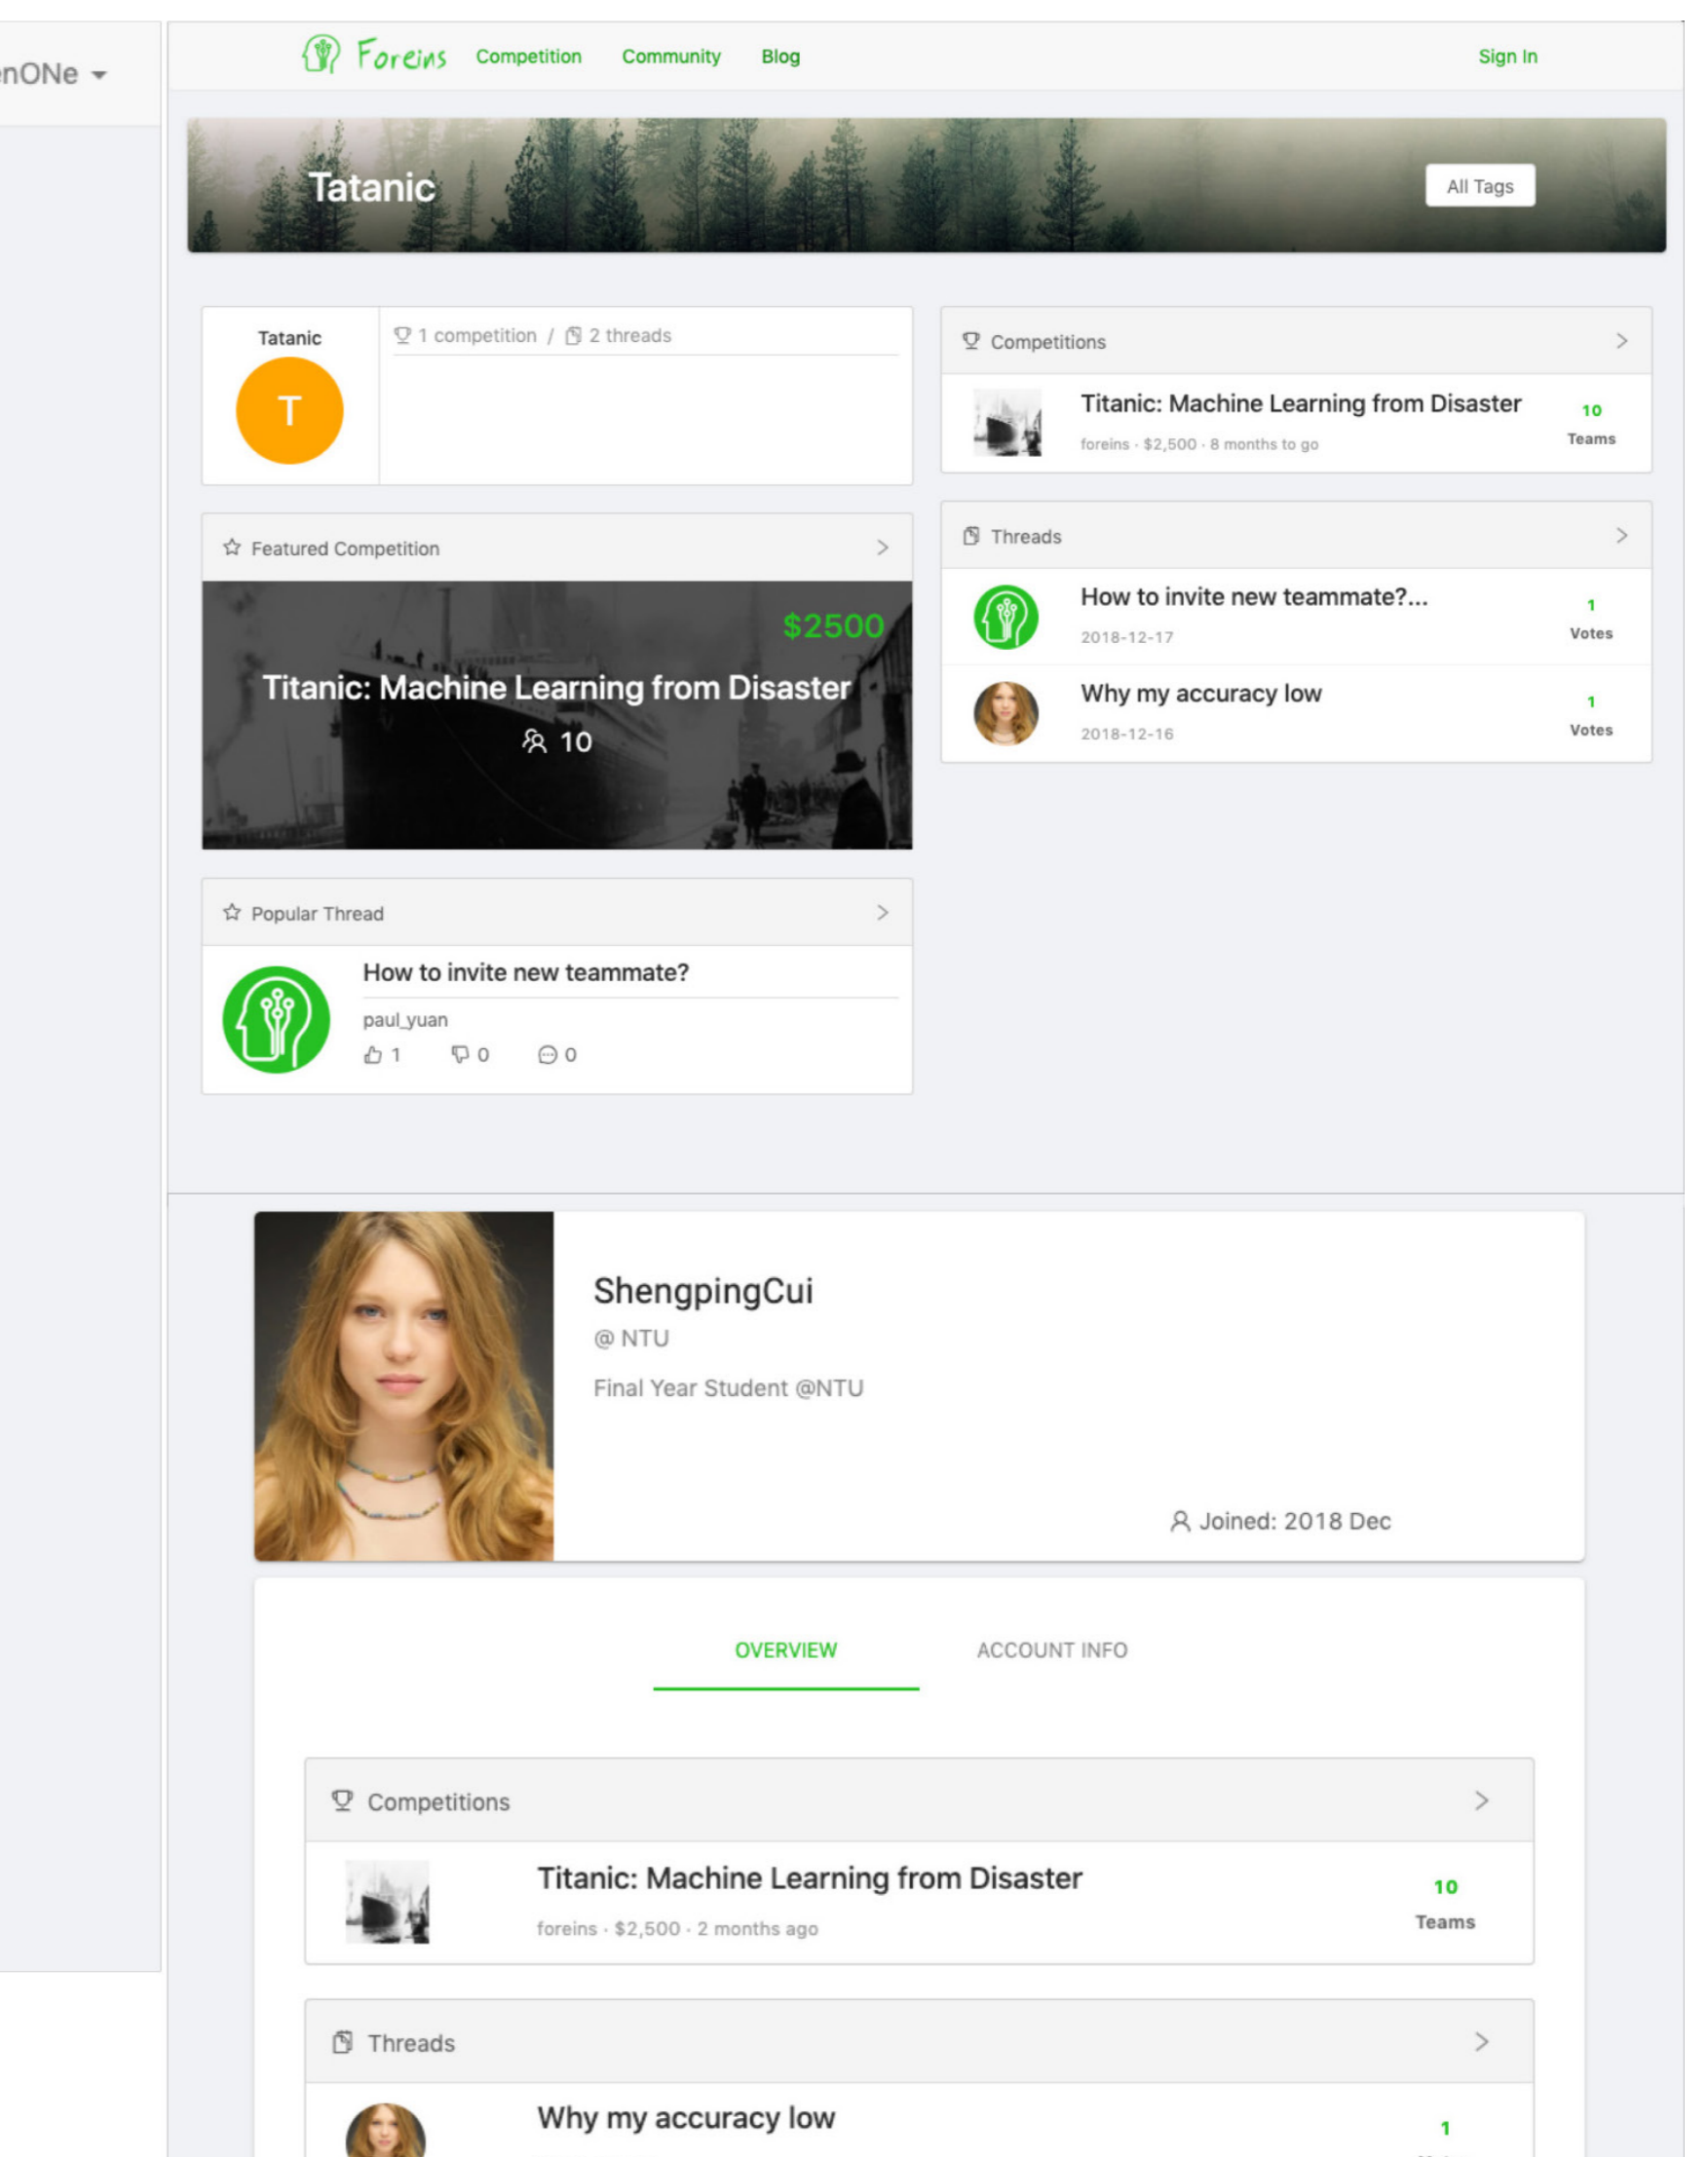 Foreins Competition Community Blog Sign In
Tatanic All Tags
Tatanic
T
1 competition / 2 threads
Featured Competition
$2500
Titanic: Machine Learning from Disaster
10
Popular Thread
How to invite new teammate?
paul_yuan
1 0 0
Competitions
Titanic: Machine Learning from Disaster
foreins · $2,500 · 8 months to go
10
Teams
Threads
How to invite new teammate?...
2018-12-17
1
Votes
Why my accuracy low
2018-12-16
1
Votes
ShengpingCui
@ NTU
Final Year Student @NTU
Joined: 2018 Dec
OVERVIEW ACCOUNT INFO
Competitions
Titanic: Machine Learning from Disaster
foreins · $2,500 · 2 months ago
10
Teams
Threads
Why my accuracy low
1